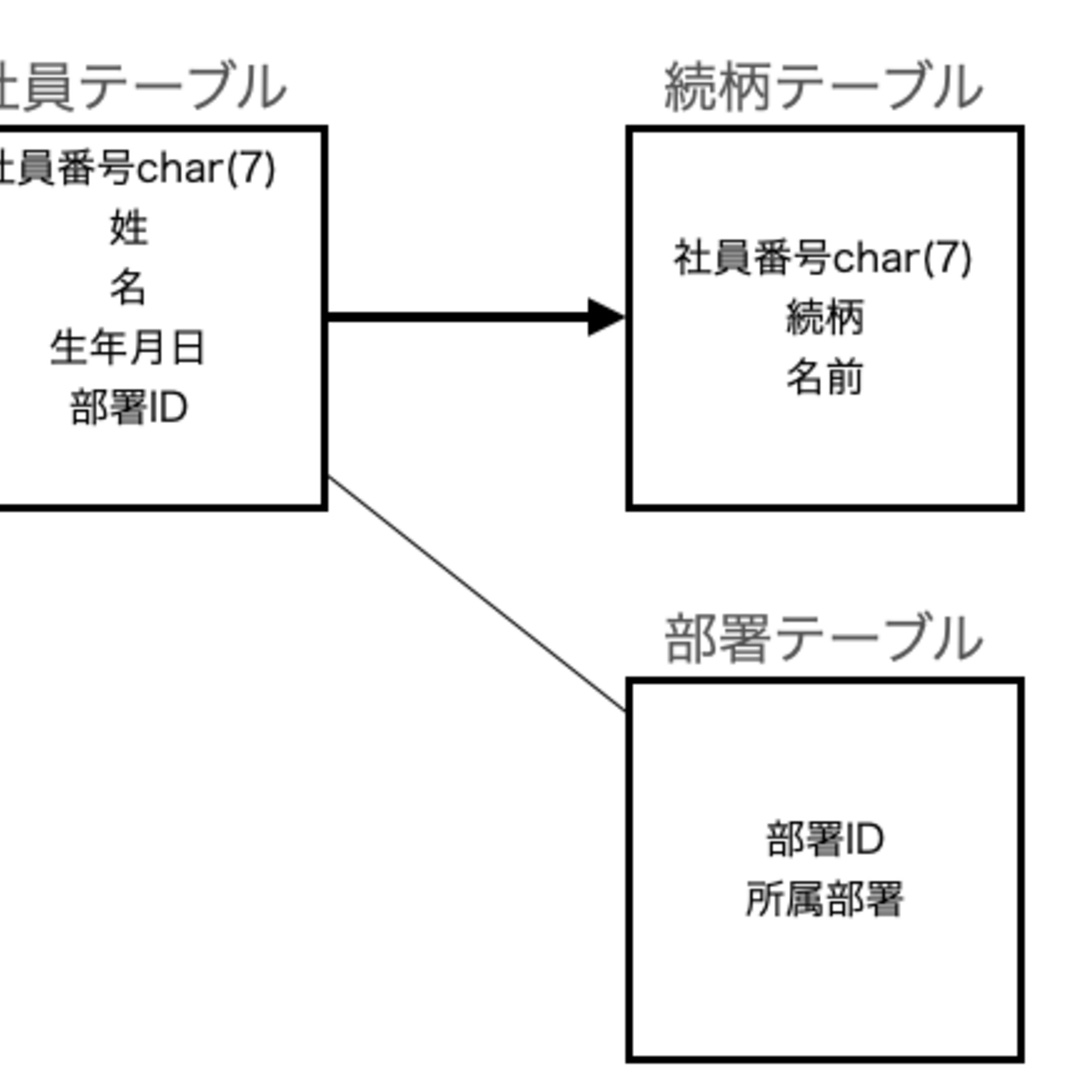 社員テーブル
社員番号char(7)
姓
名
生年月日
部署ID
続柄テーブル
社員番号char(7)
続柄
名前
部署テーブル
部署ID
所属部署